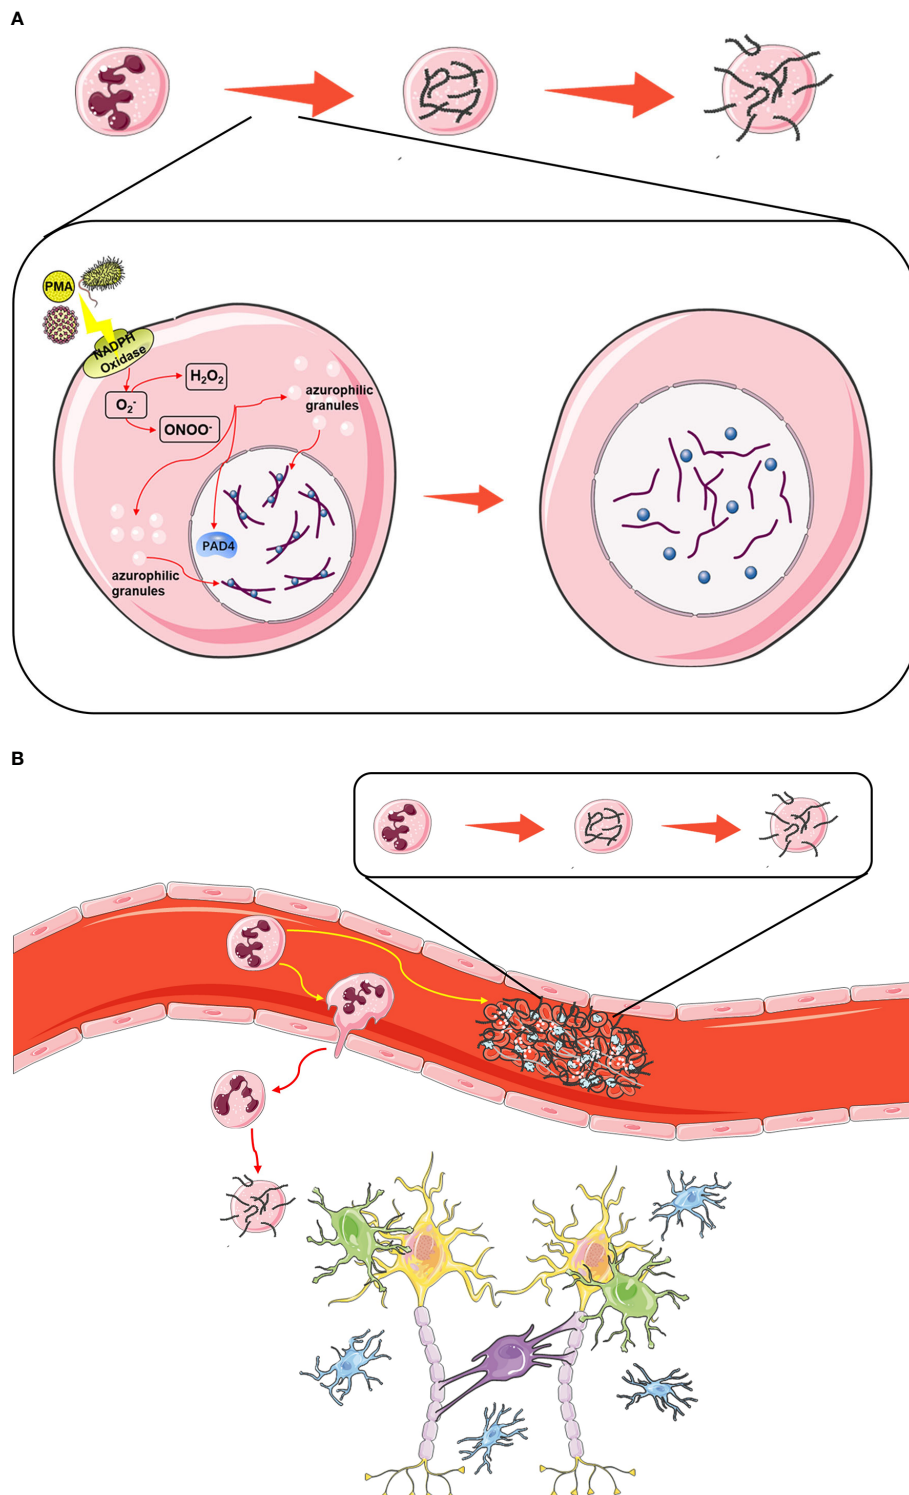 A
PMA
NADPH
Oxidase
H₂O₂
O₂⁻
ONOO⁻
azurophilic
granules
PAD4
azurophilic
granules
B